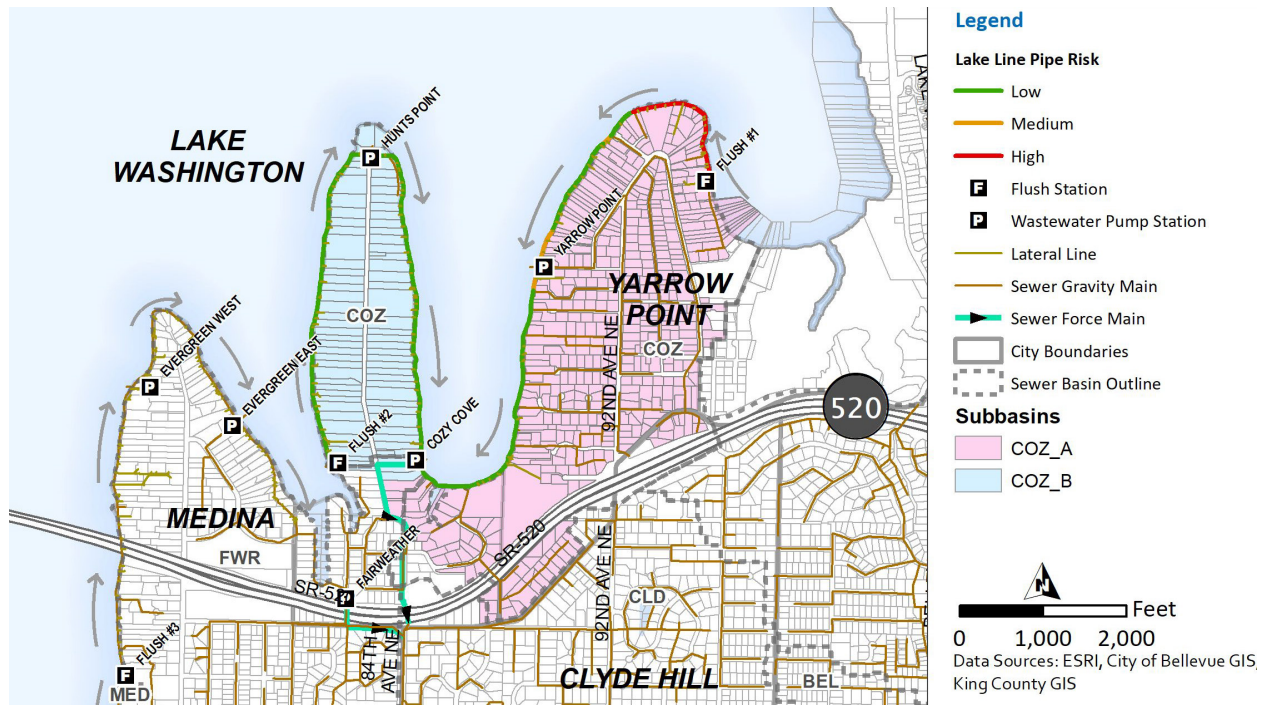 LAKE
WASHINGTON
HUNTS POINT
FLUSH #1
YARROW POINT
YARROW
POINT
COZ
COZ
92ND AVE NE
EVERGREEN WEST
EVERGREEN EAST
FLUSH #2
COZY COVE
520
MEDINA
FWR
FAIRWEATHER
SR-520
92ND AVE NE
CLD
FLUSH #3
MED
84TH
AVE NE
CLYDE HILL
BEL
P
P
P
P
P
P
F
F
F
Legend
Lake Line Pipe Risk
Low
Medium
High
F Flush Station
P Wastewater Pump Station
Lateral Line
Sewer Gravity Main
Sewer Force Main
City Boundaries
Sewer Basin Outline
Subbasins
COZ_A
COZ_B
N
Feet
0 1,000 2,000
Data Sources: ESRI, City of Bellevue GIS,
King County GIS